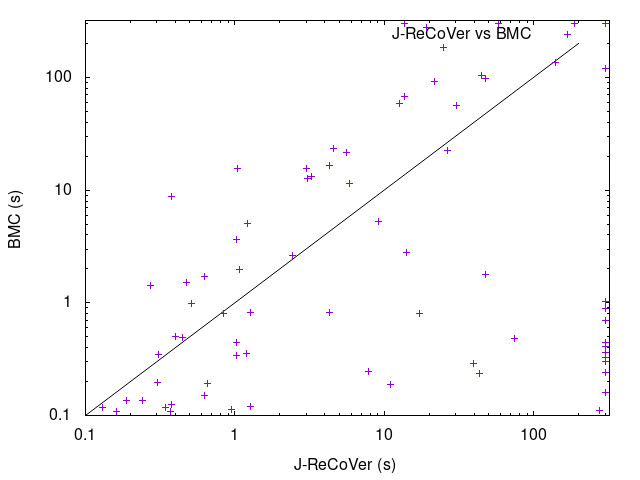 J-ReCoVer vs BMC
100
10
1
0.1
BMC (s)
0.1 1 10 100
J-ReCoVer (s)